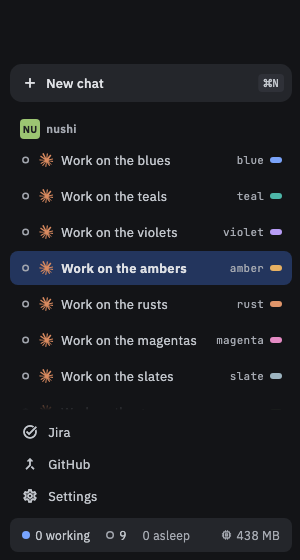 + New chat ⌘N
NU nushi
Work on the blues blue
Work on the teals teal
Work on the violets violet
Work on the ambers amber
Work on the rusts rust
Work on the magentas magenta
Work on the slates slate
Jira
GitHub
Settings
0 working 9 0 asleep 438 MB